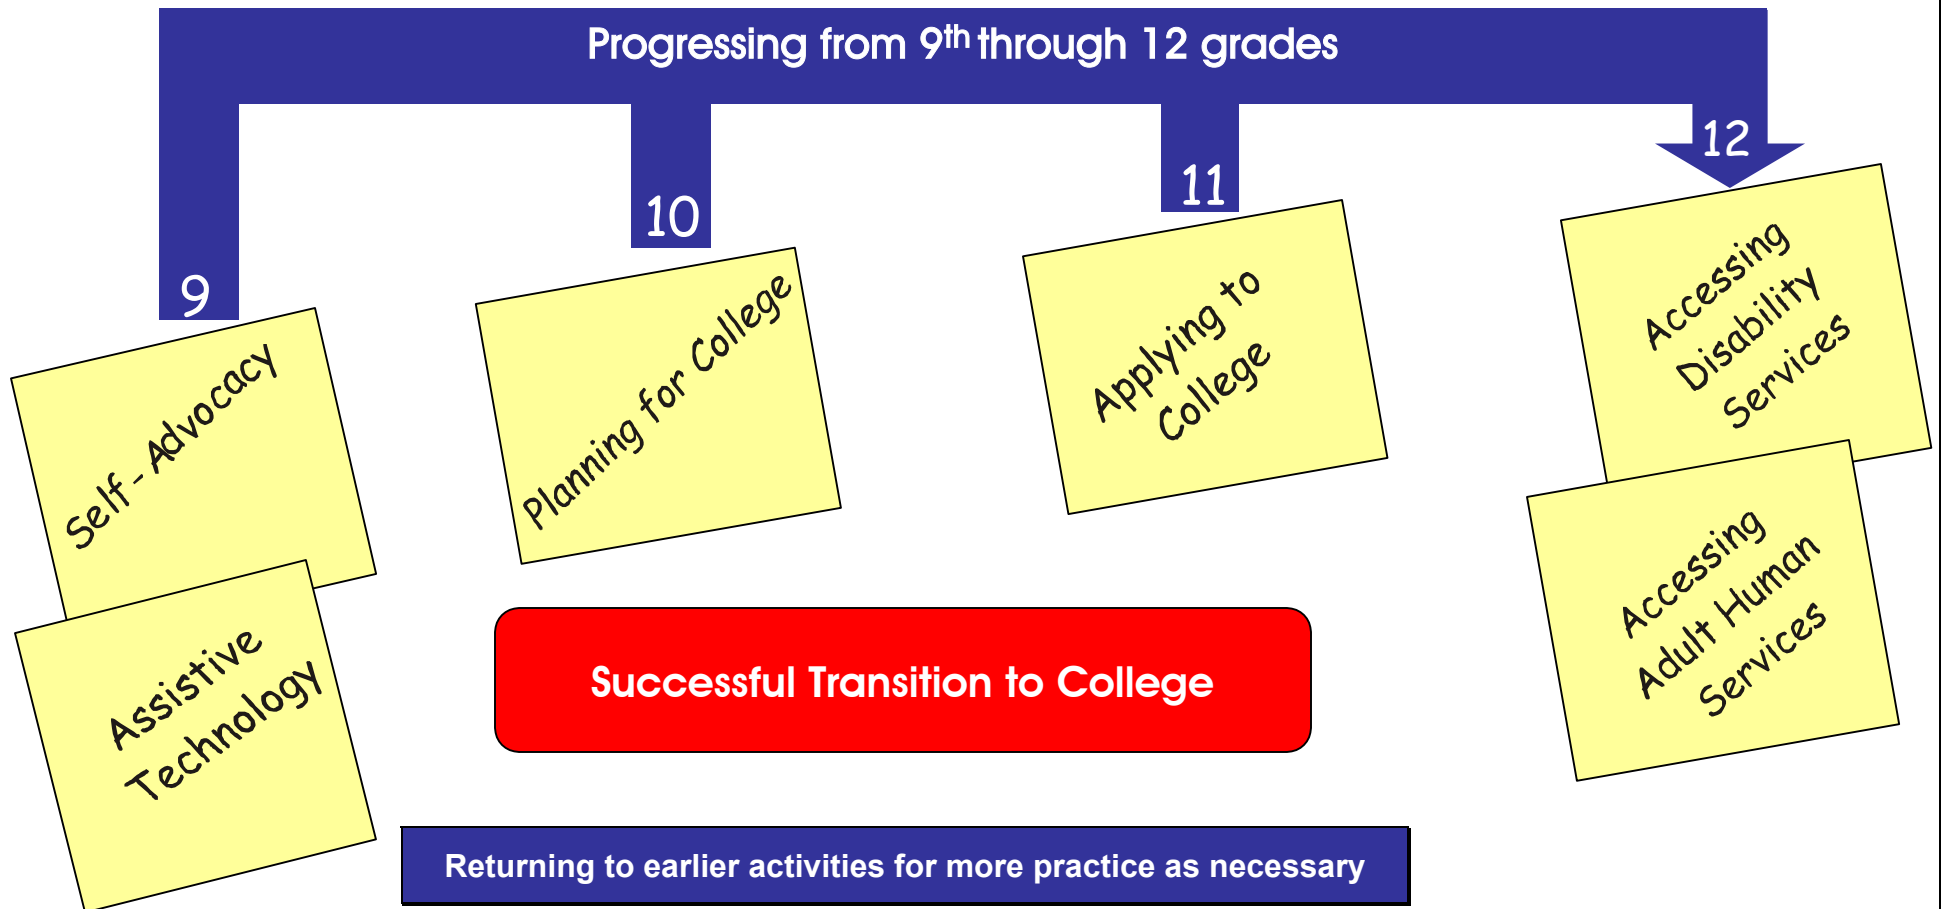 Progressing from 9th through 12 grades
9
10
11
12
Self-Advocacy
Assistive
Technology
Planning for College
Applying to
College
Accessing
Disability
Services
Accessing
Adult Human
Services
Successful Transition to College
Returning to earlier activities for more practice as necessary